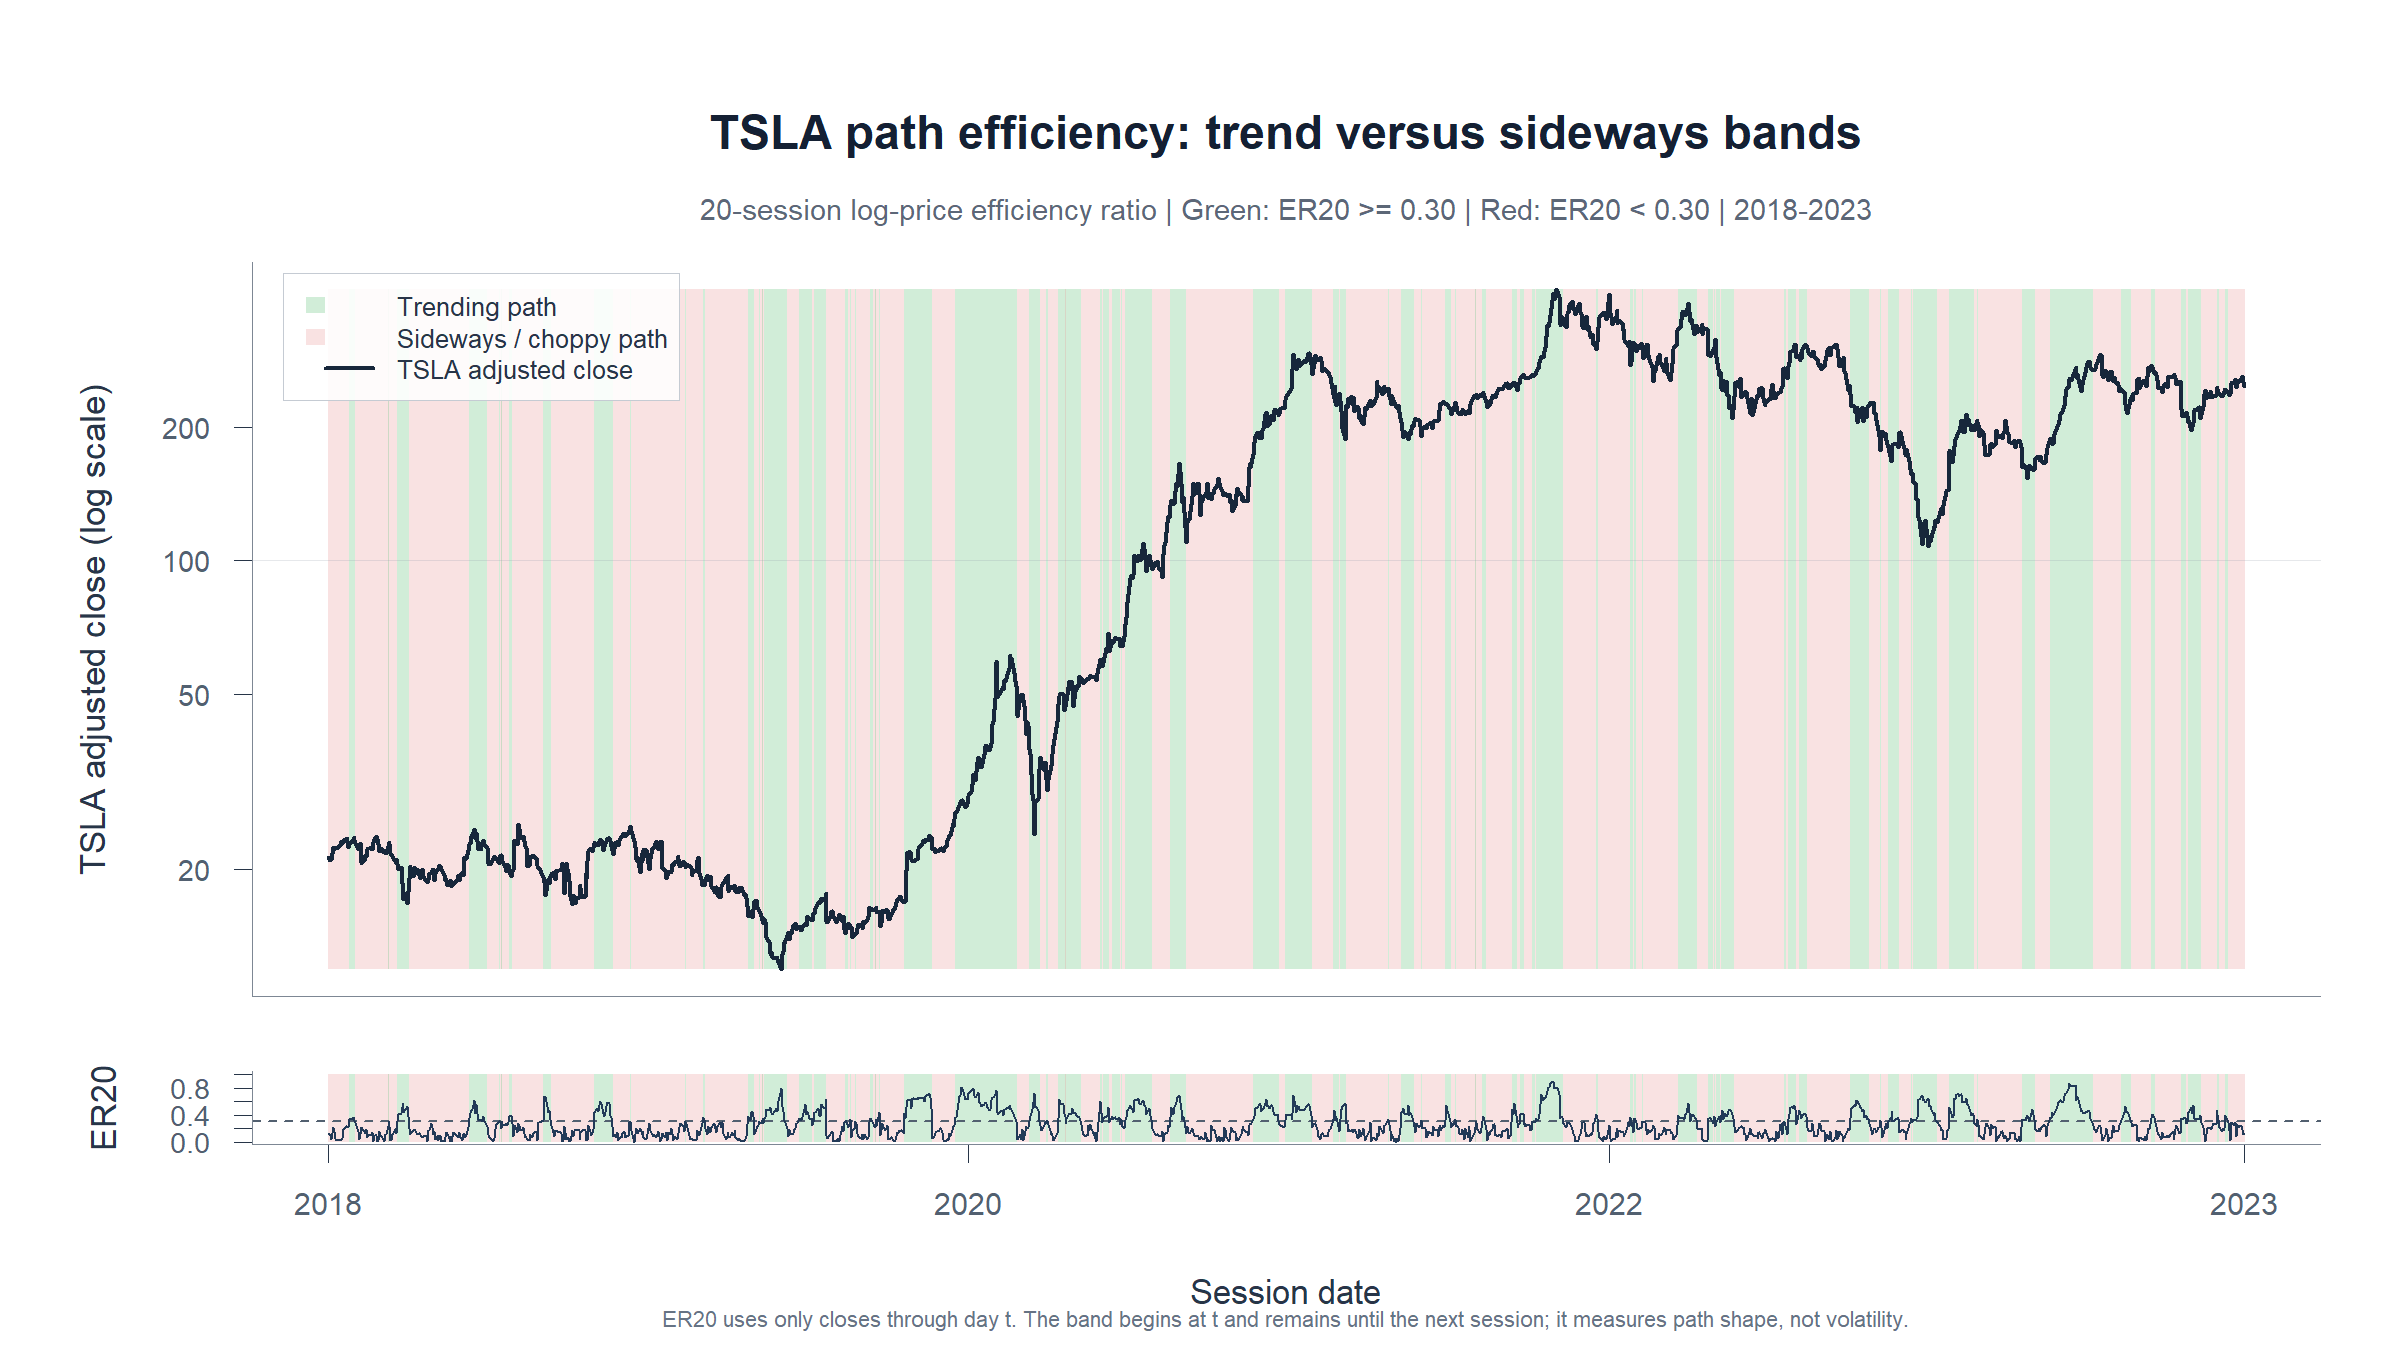 TSLA path efficiency: trend versus sideways bands
20-session log-price efficiency ratio | Green: ER20 >= 0.30 | Red: ER20 < 0.30 | 2018-2023
Trending path
Sideways / choppy path
TSLA adjusted close
TSLA adjusted close (log scale)
200
100
50
20
ER20
0.8
0.4
0.0
2018
2020
2022
2023
Session date
ER20 uses only closes through day t. The band begins at t and remains until the next session; it measures path shape, not volatility.